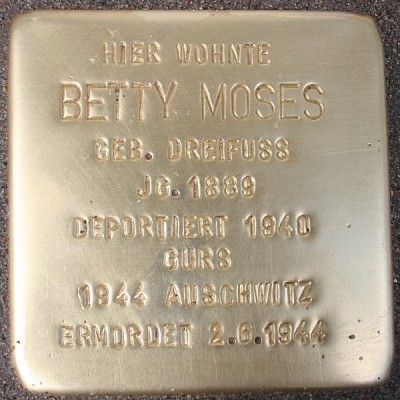 HIER WOHNTE
BETTY MOSES
GEB. DREIFUSS
JG. 1889
DEPORTIERT 1940
GURS
1944 AUSCHWITZ
ERMORDET 2.6.1944